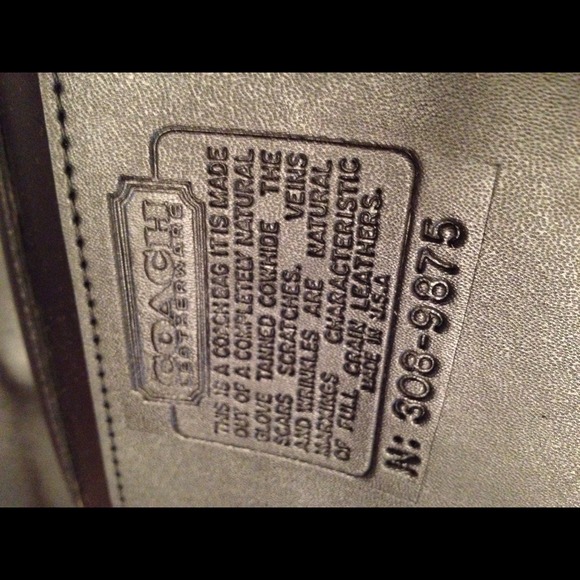 COACH
LEATHERWARE
THIS IS A COACH BAG IT IS MADE
OUT OF A COMPLETELY NATURAL
GLOVE TANNED COWHIDE THE
SCARS SCRATCHES. VEINS
AND WRINKLES ARE NATURAL
MARKINGS CHARACTERISTIC
OF FULL GRAIN LEATHERS.
MADE IN U.S.A
№: 306-9875